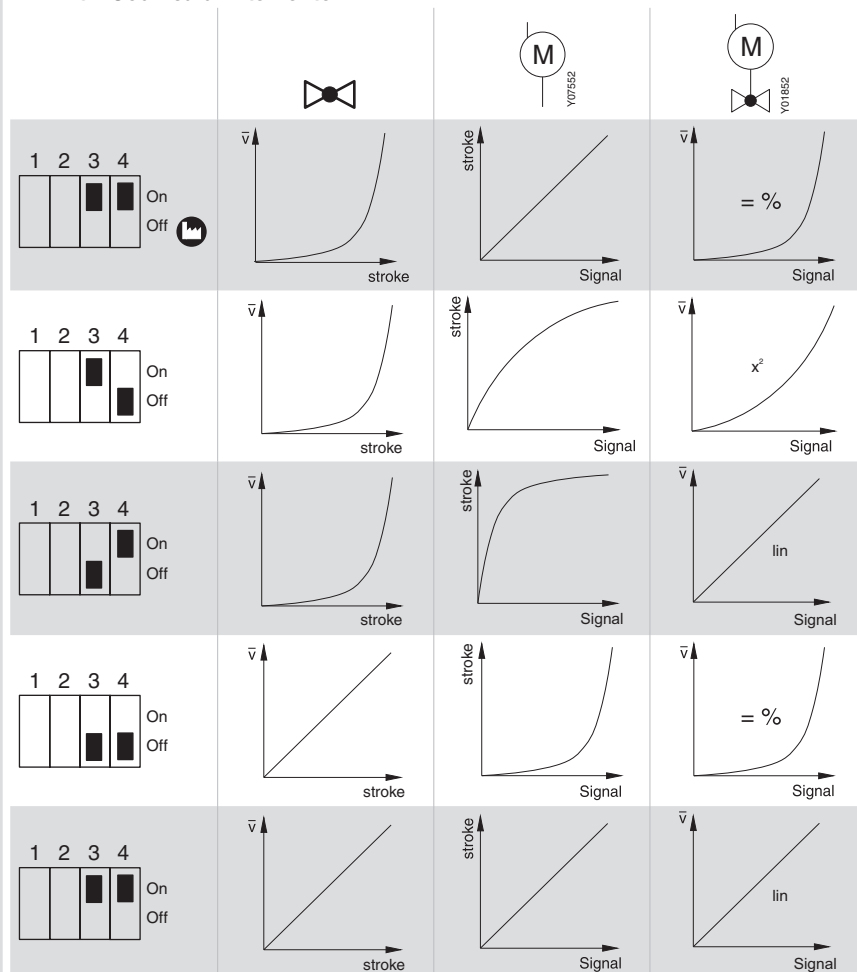 M
M
Y07552
Y01852
1 2 3 4
On
Off
v̅
stroke
stroke
Signal
v̅
= %
Signal
1 2 3 4
On
Off
v̅
stroke
stroke
Signal
v̅
x²
Signal
1 2 3 4
On
Off
v̅
stroke
stroke
Signal
v̅
lin
Signal
1 2 3 4
On
Off
v̅
stroke
stroke
Signal
v̅
= %
Signal
1 2 3 4
On
Off
v̅
stroke
stroke
Signal
v̅
lin
Signal